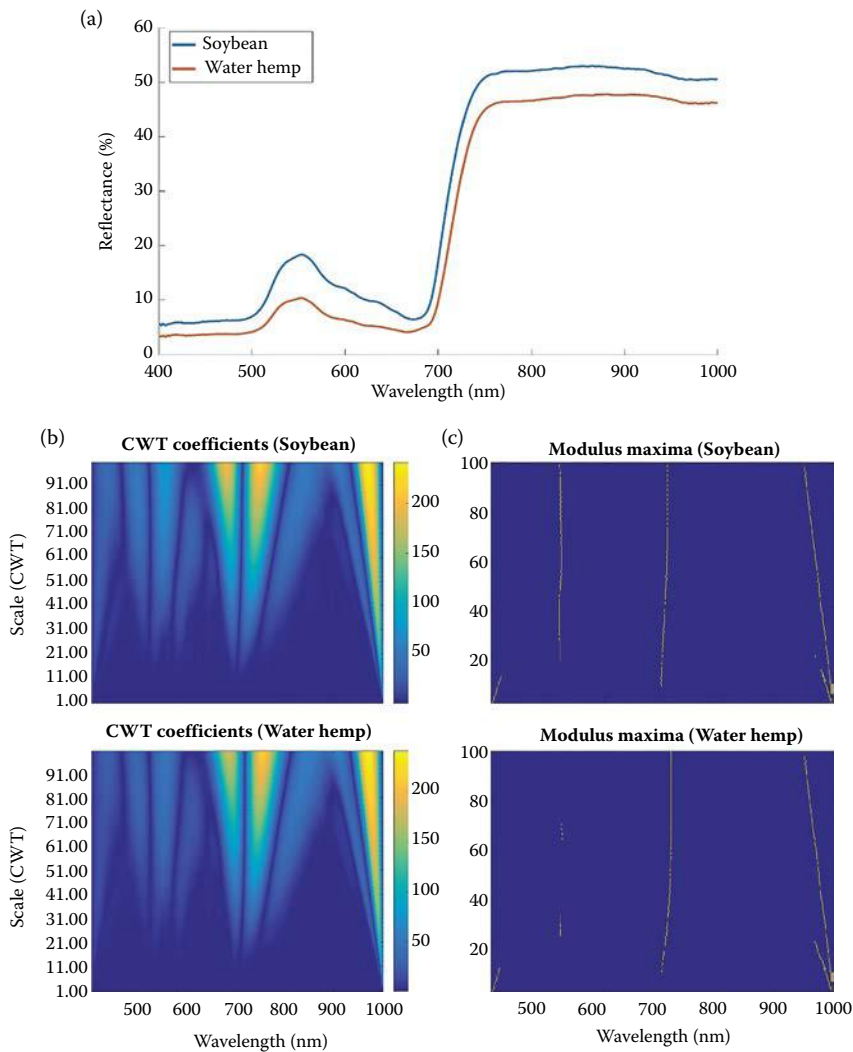 (a)
60
50
40
30
20
10
0
Reflectance (%)
Soybean
Water hemp
400 500 600 700 800 900 1000
Wavelength (nm)
(b)
CWT coefficients (Soybean)
91.00
81.00
71.00
61.00
51.00
41.00
31.00
21.00
11.00
1.00
Scale (CWT)
200
150
100
50
(c)
Modulus maxima (Soybean)
100
80
60
40
20
CWT coefficients (Water hemp)
91.00
81.00
71.00
61.00
51.00
41.00
31.00
21.00
11.00
1.00
Scale (CWT)
200
150
100
50
500 600 700 800 900 1000
Wavelength (nm)
Modulus maxima (Water hemp)
100
80
60
40
20
500 600 700 800 900 1000
Wavelength (nm)